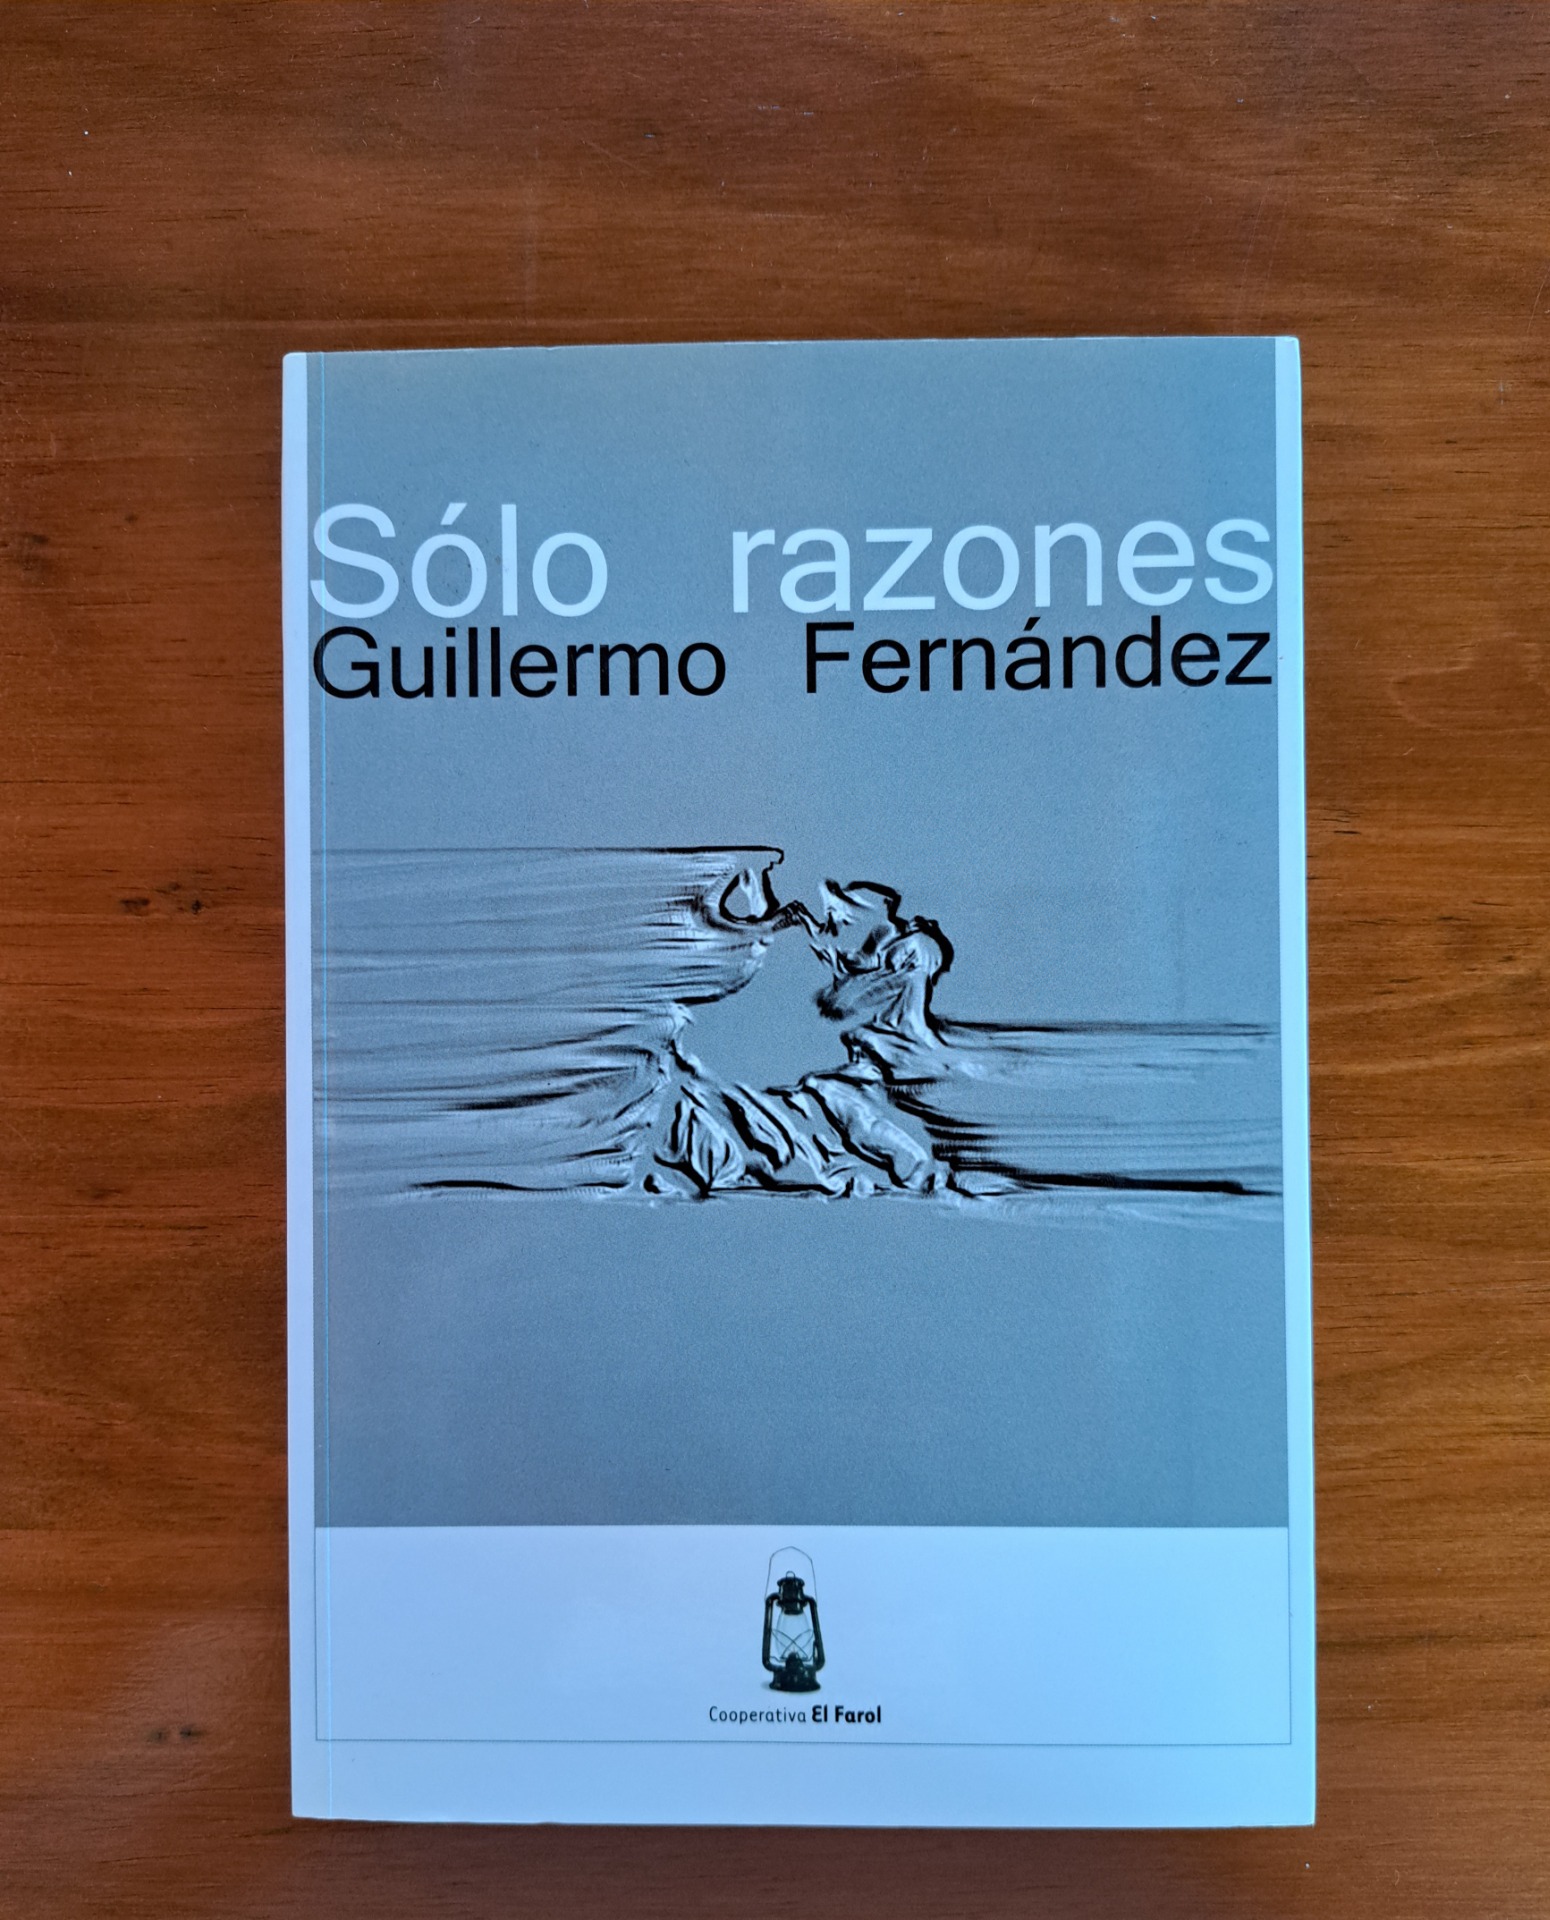 Sólo razones
Guillermo Fernández
Cooperativa El Farol